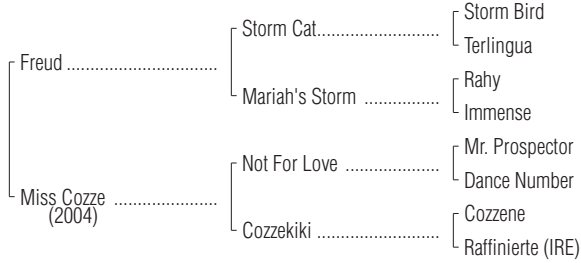 Storm Bird
Storm Cat........................
Terlingua
Freud ................................
Rahy
Mariah's Storm ................
Immense
Mr. Prospector
Not For Love ....................
Dance Number
Miss Cozze ......................
(2004)
Cozzene
Cozzekiki ..........................
Raffinierte (IRE)